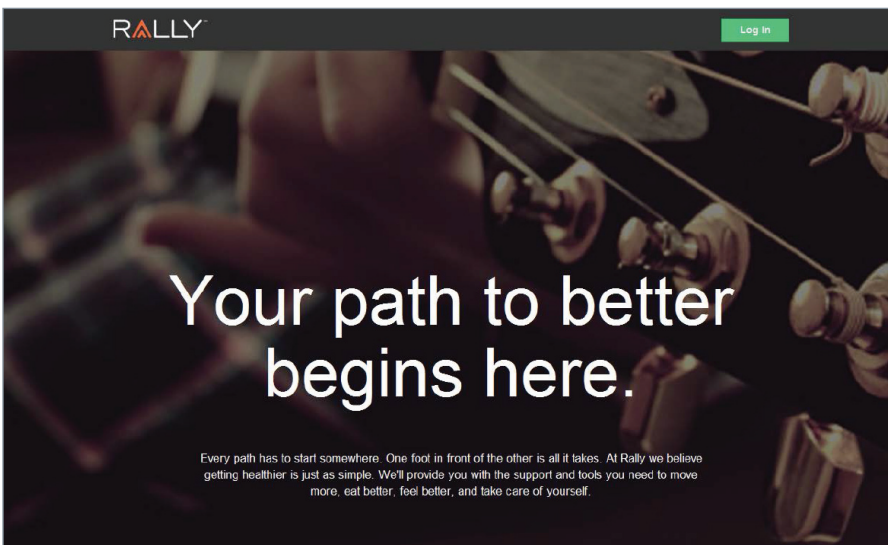 RALLY™
Log In
Your path to better
begins here.
Every path has to start somewhere. One foot in front of the other is all it takes. At Rally we believe
getting healthier is just as simple. We'll provide you with the support and tools you need to move
more, eat better, feel better, and take care of yourself.